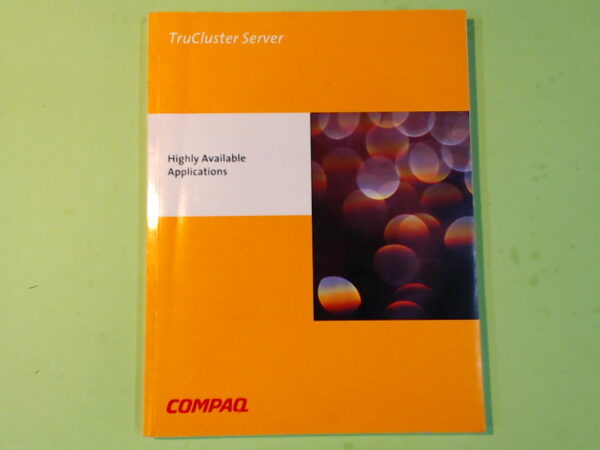 TruCluster Server
Highly Available
Applications
COMPAQ